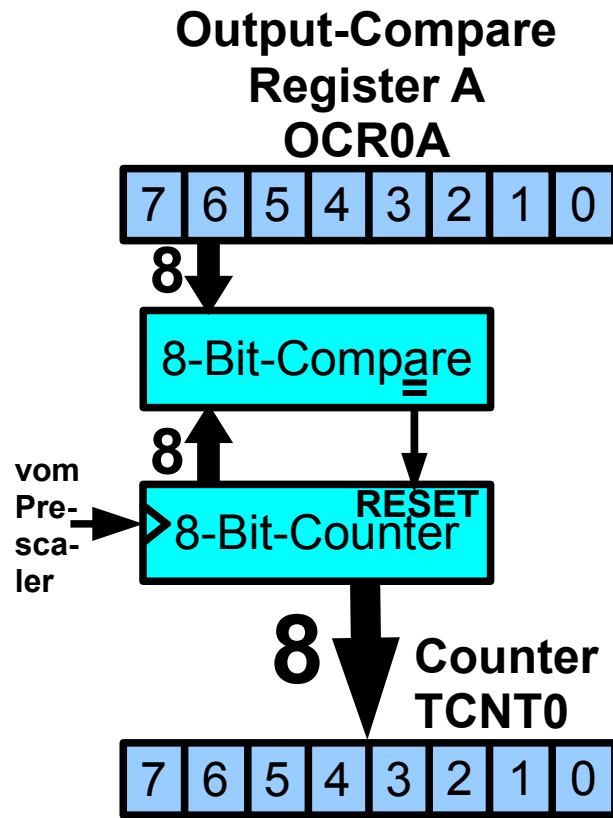 Output-Compare
Register A
OCR0A
7 6 5 4 3 2 1 0
8
8-Bit-Compare
=
8
vom
Pre-
sca-
ler
RESET
8-Bit-Counter
8
Counter
TCNT0
7 6 5 4 3 2 1 0